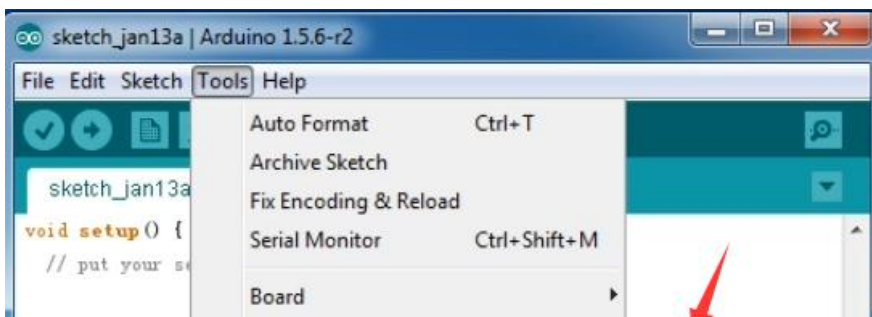 sketch_jan13a | Arduino 1.5.6-r2
File Edit Sketch Tools Help
Auto Format Ctrl+T
Archive Sketch
sketch_jan13a
Fix Encoding & Reload
void setup() {
Serial Monitor Ctrl+Shift+M
// put your se
Board